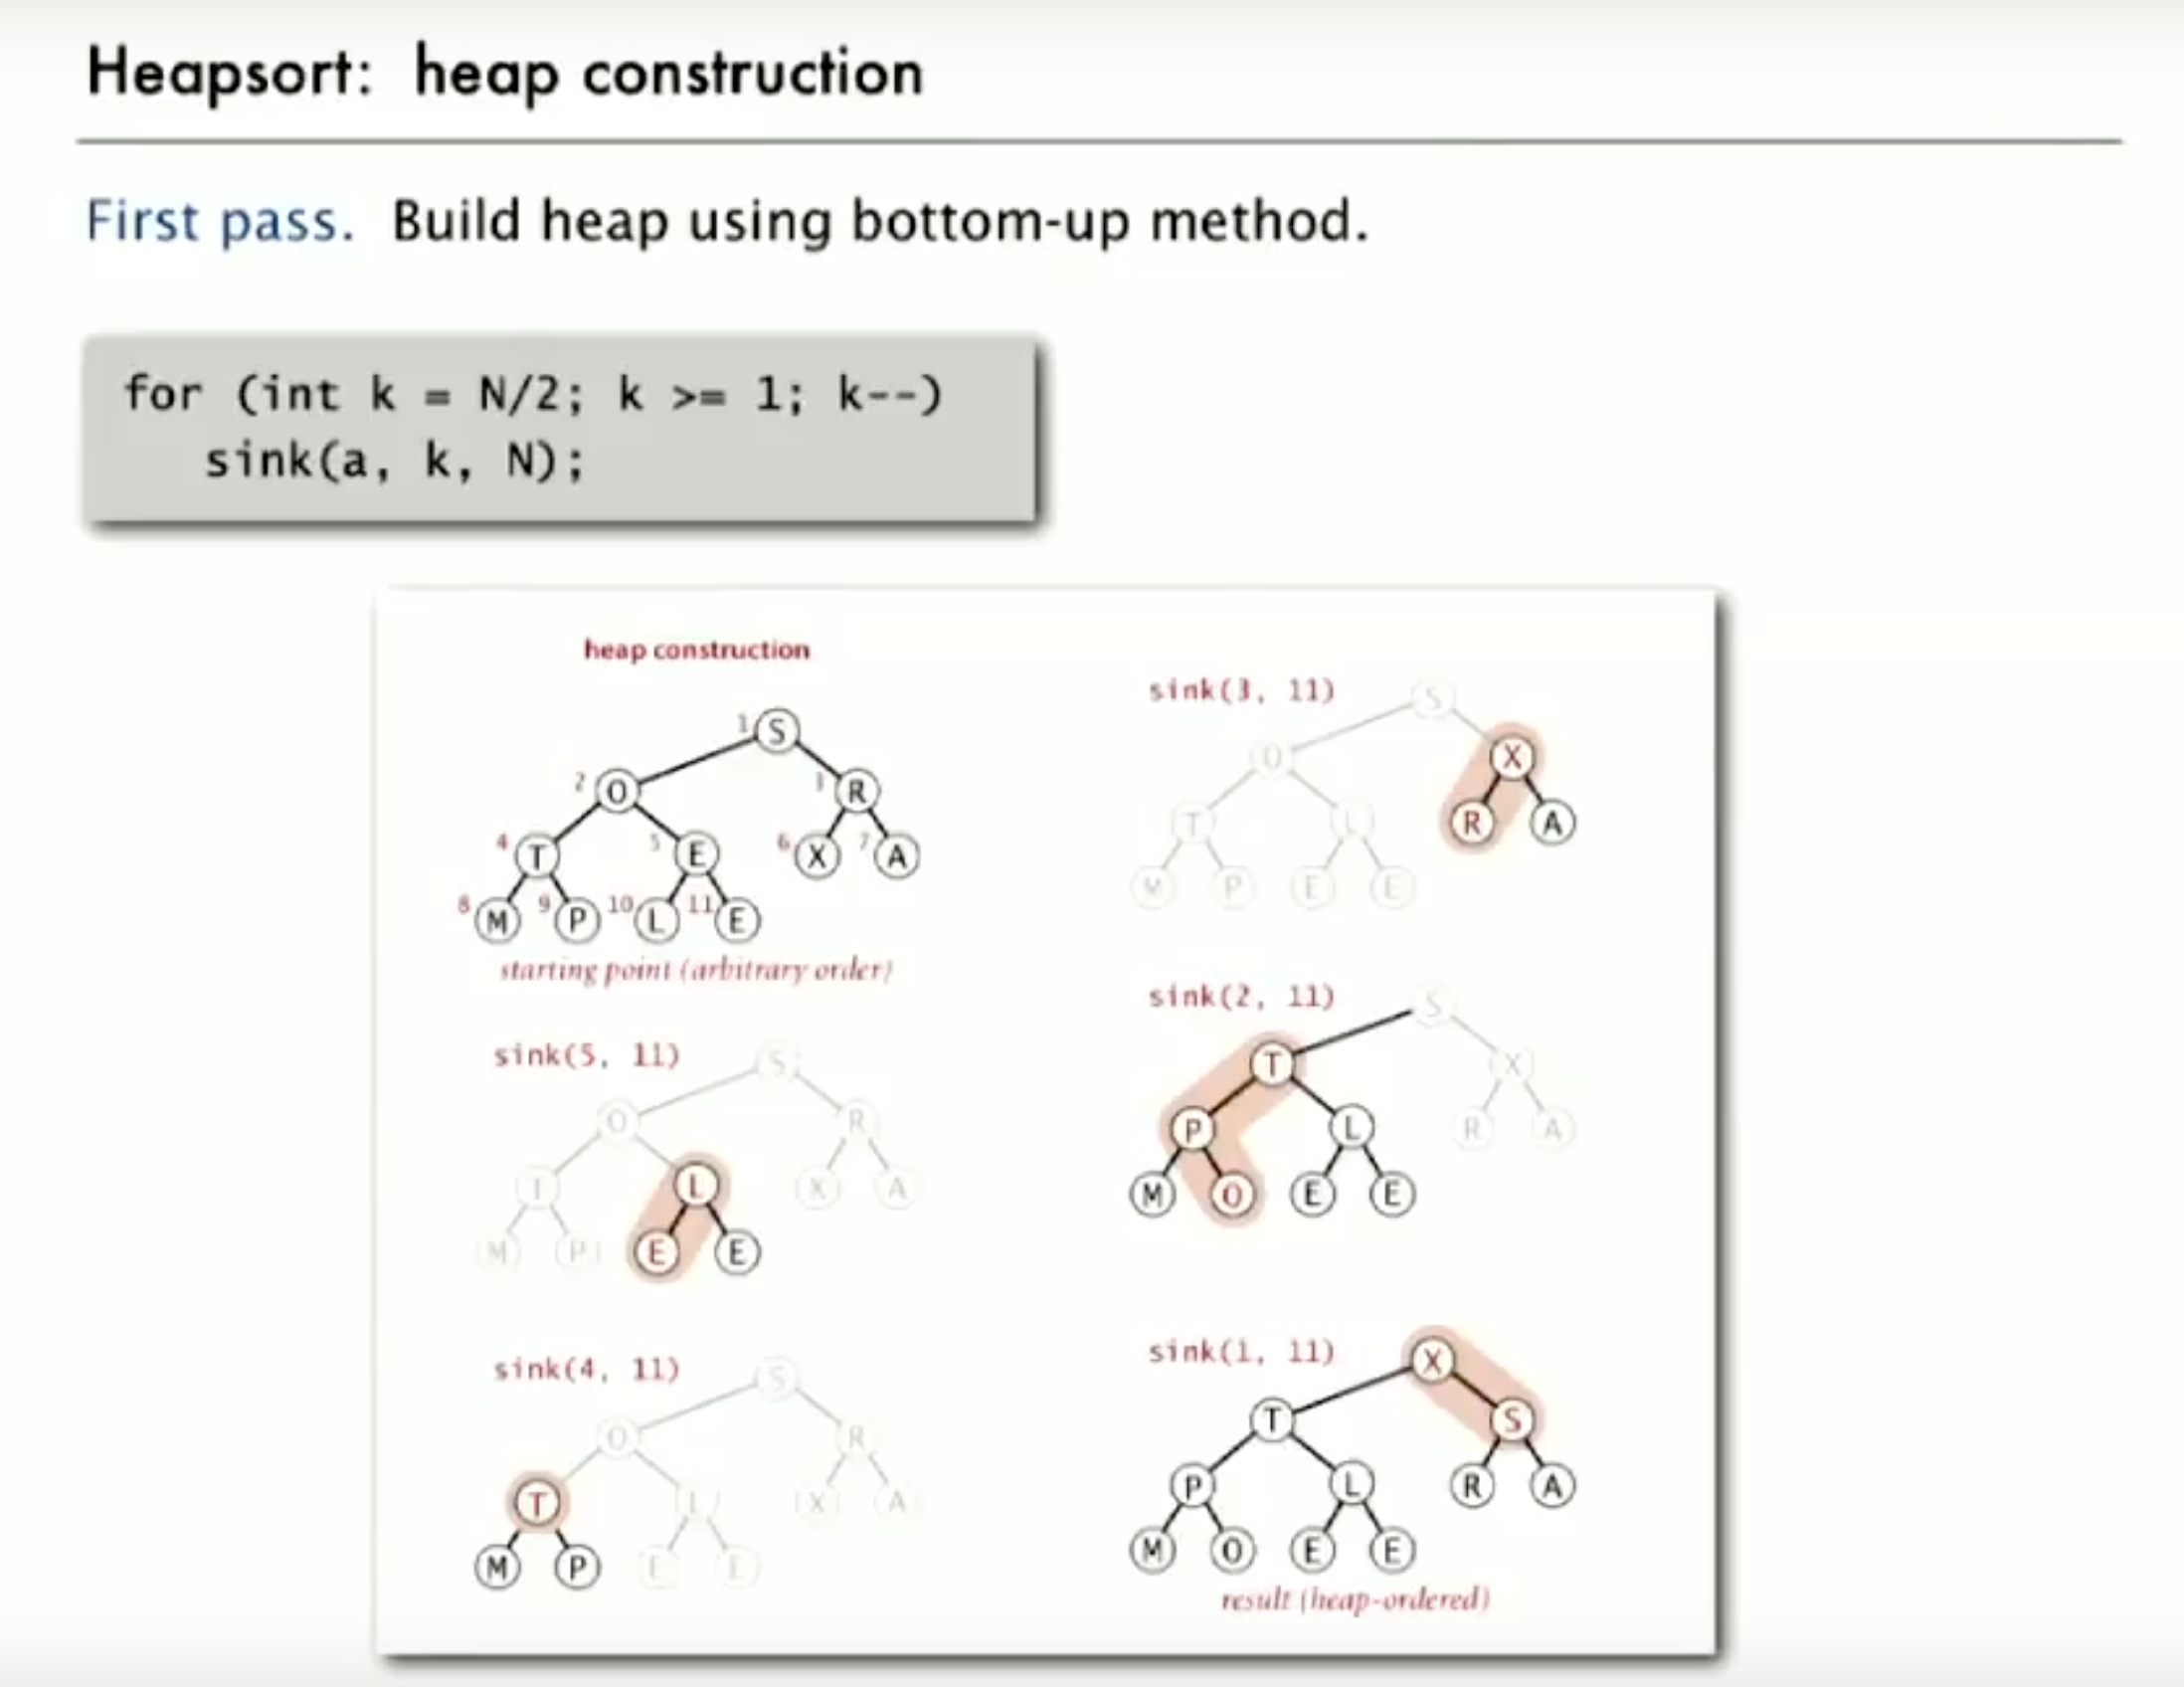 Heapsort: heap construction
First pass. Build heap using bottom-up method.
for (int k = N/2; k >= 1; k--)
sink(a, k, N);
heap construction
1 S
2 O 3 R
4 T 5 E 6 X 7 A
8 M 9 P 10 L 11 E
starting point (arbitrary order)
sink(5, 11)
S
O R
T L X A
M P E E
sink(4, 11)
S
O R
T L X A
M P E E
sink(3, 11)
S
O X
T L R A
M P E E
sink(2, 11)
S
T X
P L R A
M O E E
sink(1, 11)
X
T S
P L R A
M O E E
result (heap-ordered)